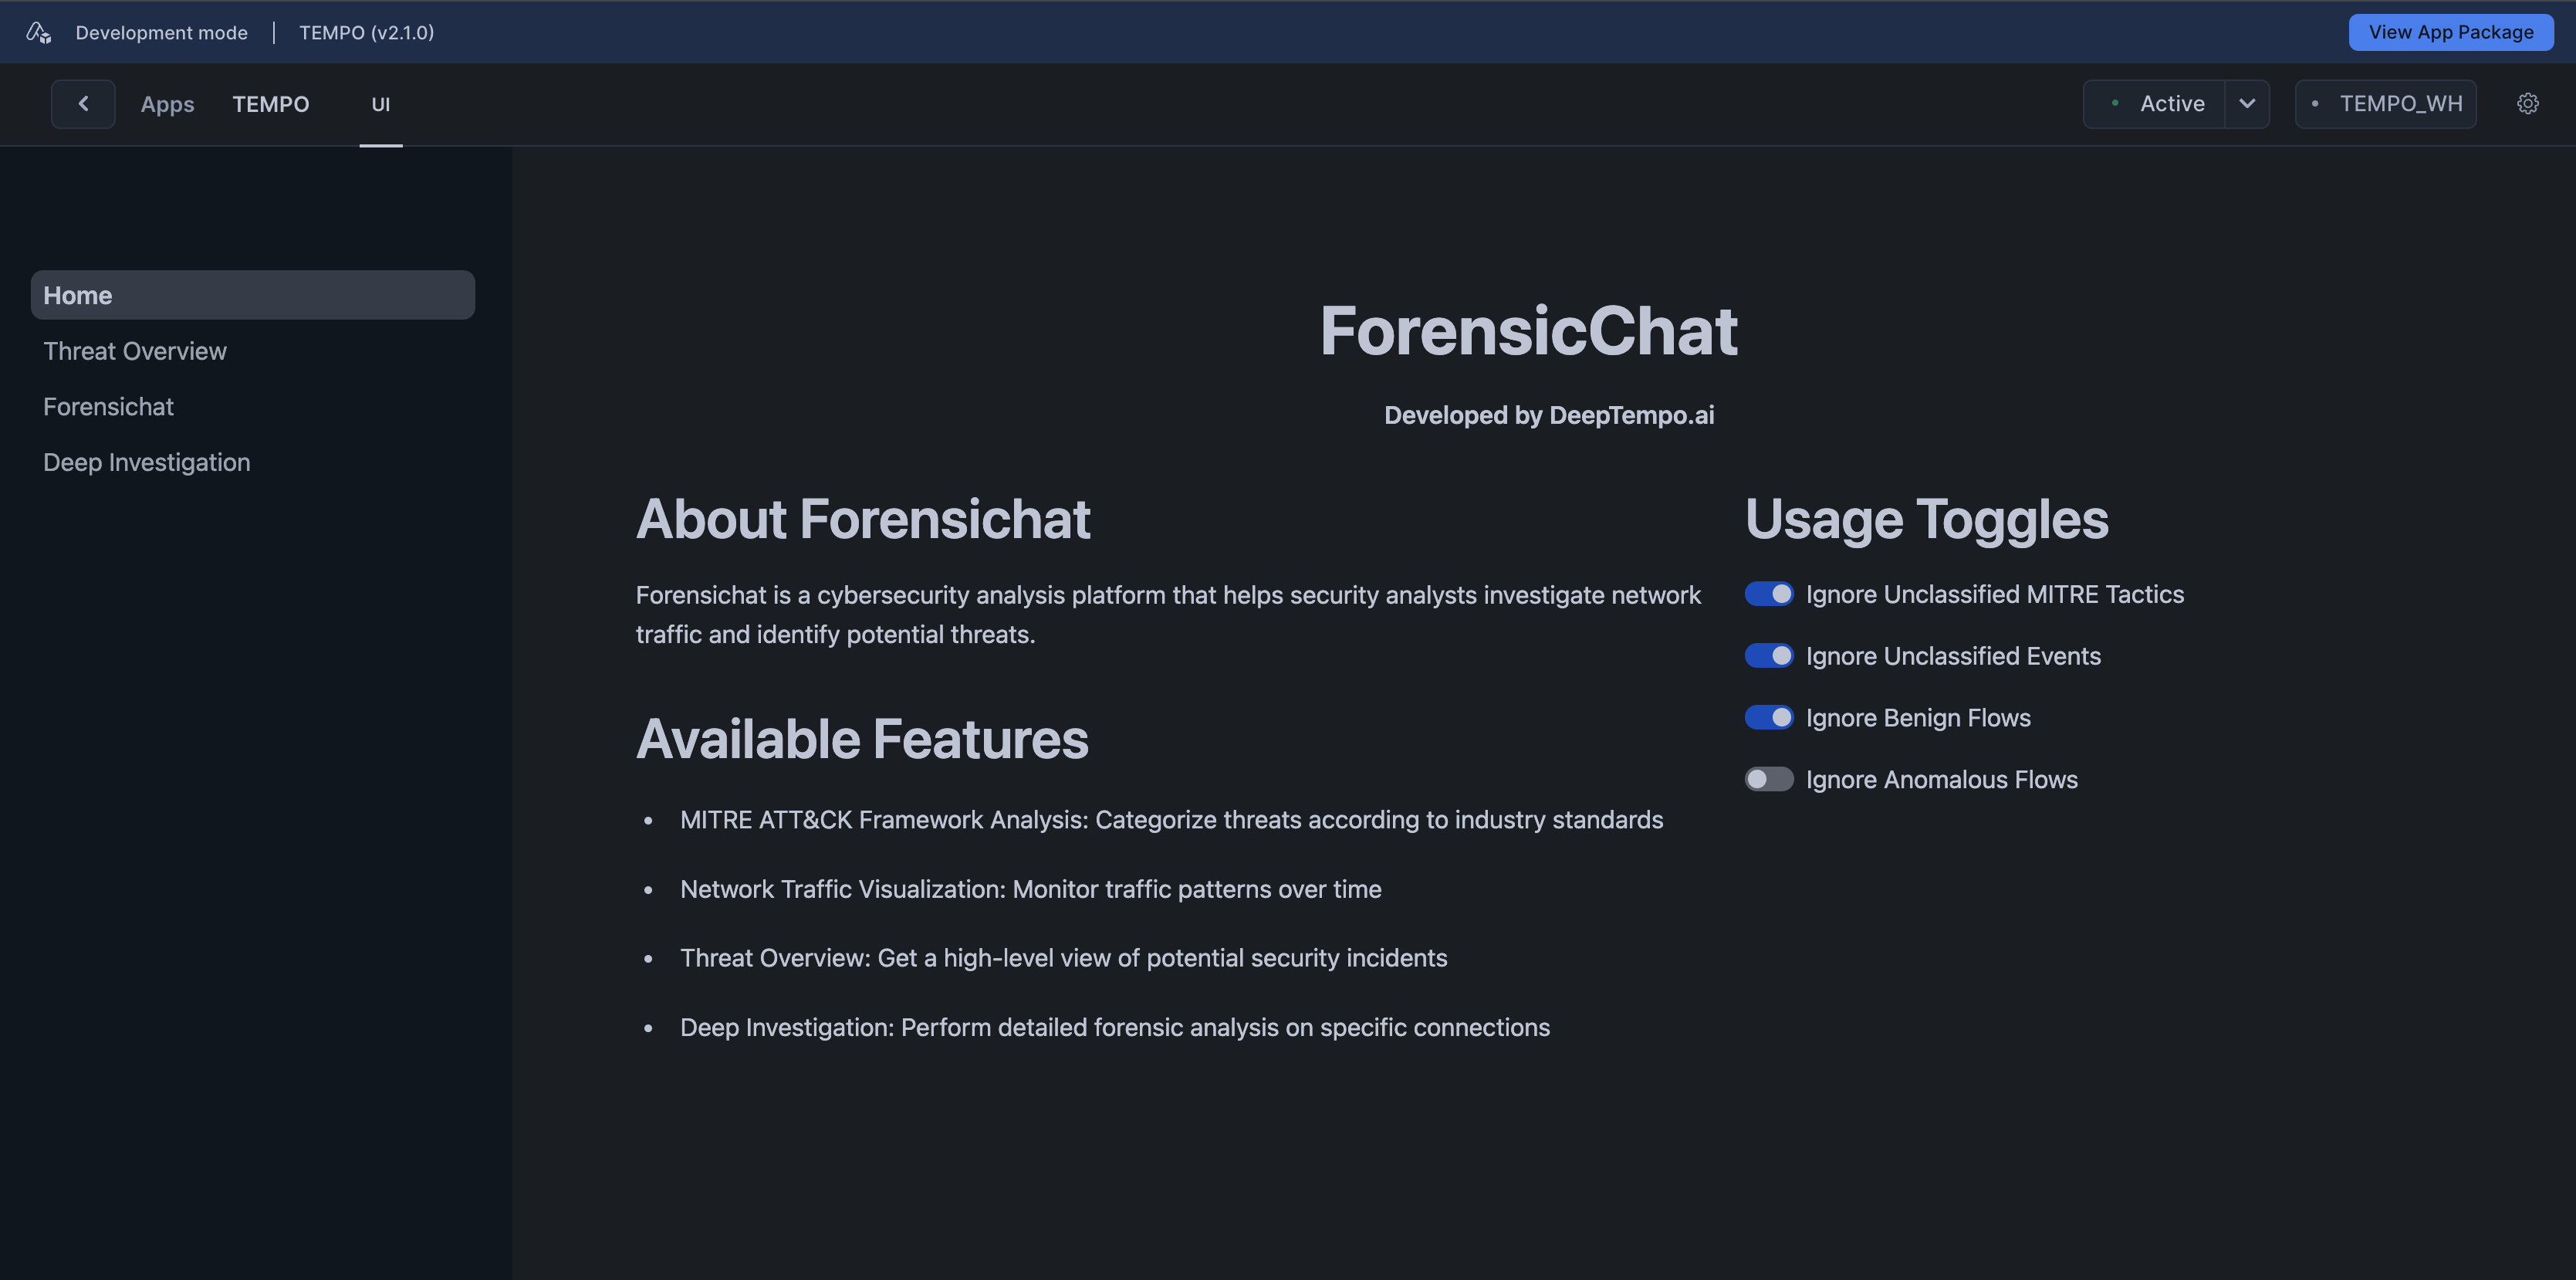 Development mode | TEMPO (v2.1.0)
View App Package
Apps TEMPO UI
Active
TEMPO_WH
Home
Threat Overview
Forensichat
Deep Investigation
ForensicChat
Developed by DeepTempo.ai
About Forensichat
Forensichat is a cybersecurity analysis platform that helps security analysts investigate network
traffic and identify potential threats.
Available Features
• MITRE ATT&CK Framework Analysis: Categorize threats according to industry standards
• Network Traffic Visualization: Monitor traffic patterns over time
• Threat Overview: Get a high-level view of potential security incidents
• Deep Investigation: Perform detailed forensic analysis on specific connections
Usage Toggles
Ignore Unclassified MITRE Tactics
Ignore Unclassified Events
Ignore Benign Flows
Ignore Anomalous Flows